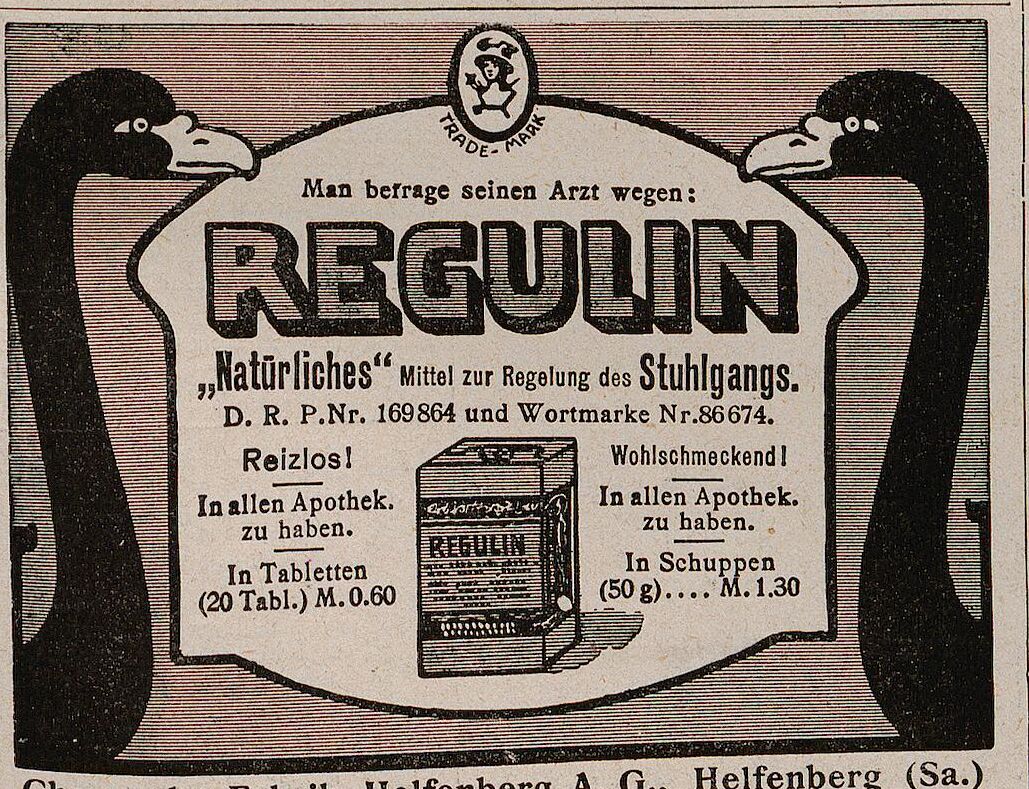 TRADE-MARK
Man befrage seinen Arzt wegen:
REGULIN
„Natürliches“ Mittel zur Regelung des Stuhlgangs.
D. R. P. Nr. 169864 und Wortmarke Nr. 86674.
Reizlos!
In allen Apothek.
zu haben.
In Tabletten
(20 Tabl.) M. 0.60
REGULIN
Wohlschmeckend!
In allen Apothek.
zu haben.
In Schuppen
(50 g).... M. 1.30
Fabrik Helfenberg A. G., Helfenberg (Sa.)